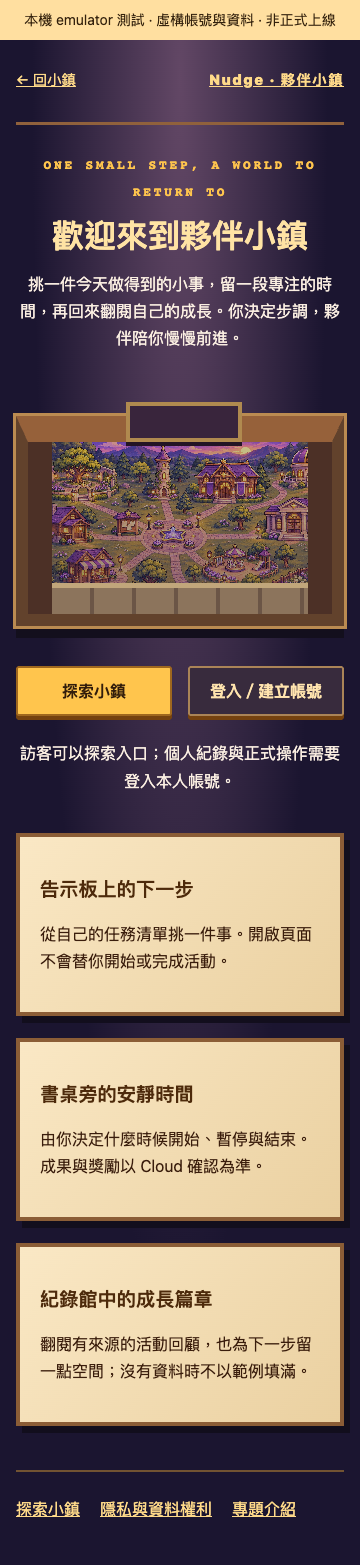 本機 emulator 測試 · 虛構帳號與資料 · 非正式上線
← 回小鎮
Nudge · 夥伴小鎮
ONE SMALL STEP, A WORLD TO
RETURN TO
歡迎來到夥伴小鎮
挑一件今天做得到的小事，留一段專注的時
間，再回來翻閱自己的成長。你決定步調，夥
伴陪你慢慢前進。
探索小鎮
登入 / 建立帳號
訪客可以探索入口；個人紀錄與正式操作需要
登入本人帳號。
告示板上的下一步
從自己的任務清單挑一件事。開啟頁面
不會替你開始或完成活動。
書桌旁的安靜時間
由你決定什麼時候開始、暫停與結束。
成果與獎勵以 Cloud 確認為準。
紀錄館中的成長篇章
翻閱有來源的活動回顧，也為下一步留
一點空間；沒有資料時不以範例填滿。
探索小鎮
隱私與資料權利
專題介紹